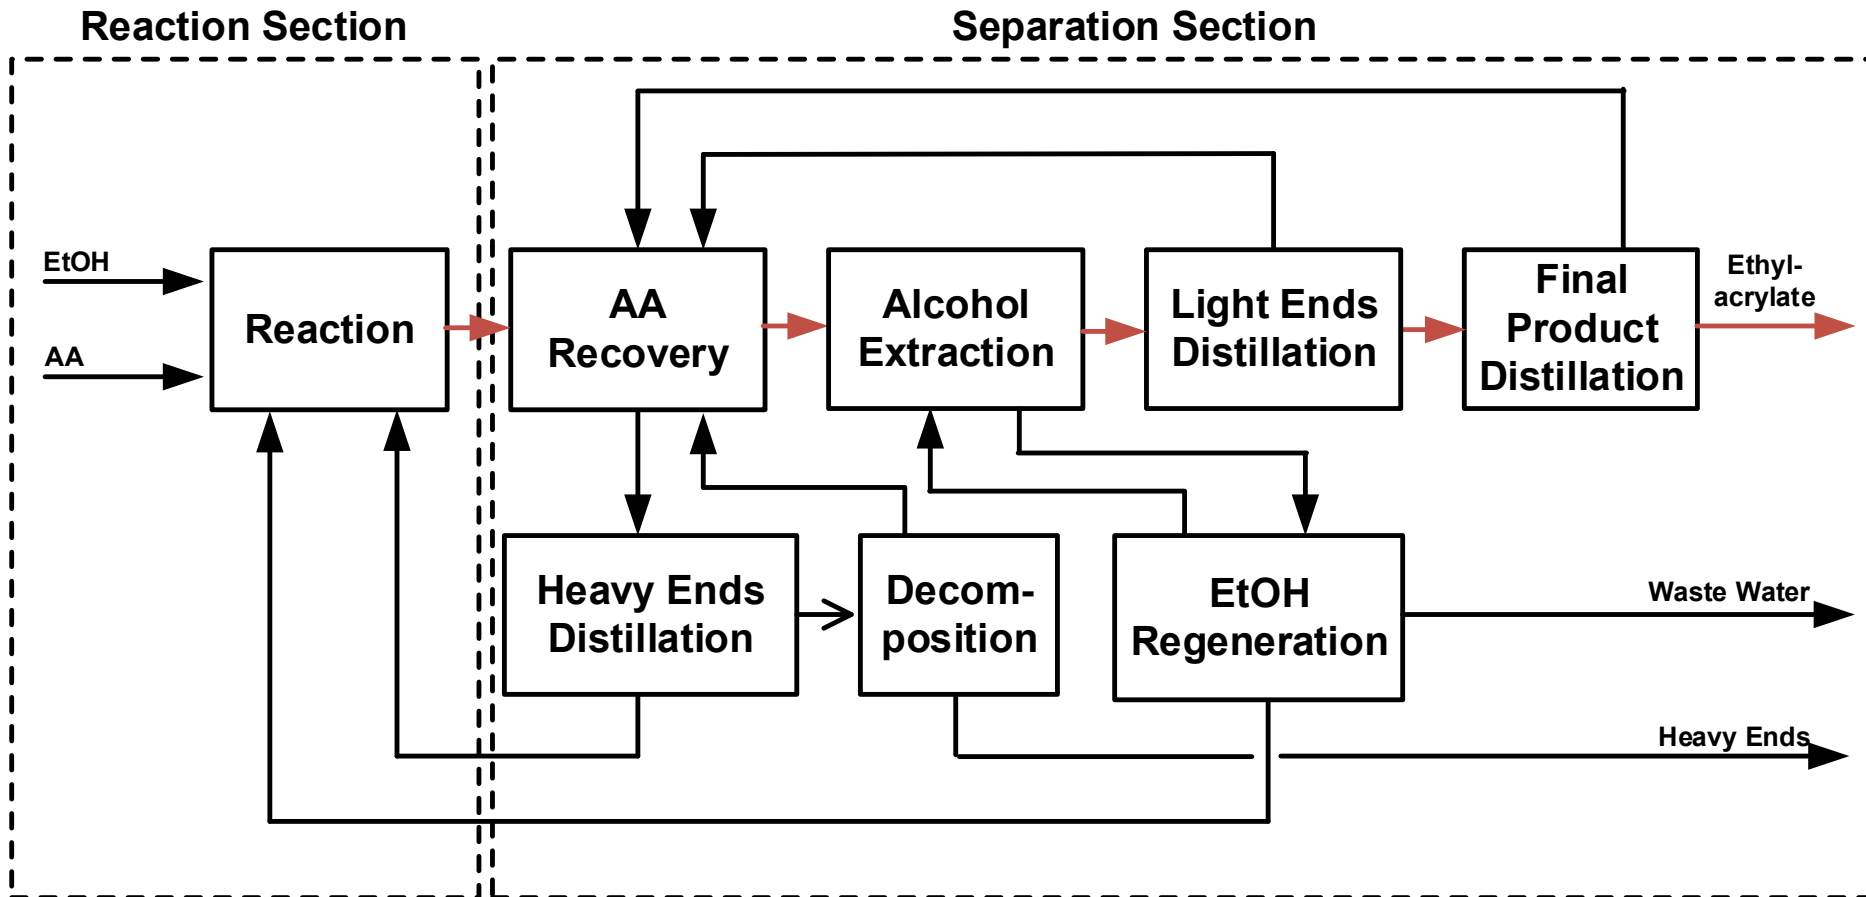 Reaction Section
Separation Section
EtOH
AA
Reaction
AA
Recovery
Alcohol
Extraction
Light Ends
Distillation
Final
Product
Distillation
Ethyl-
acrylate
Heavy Ends
Distillation
Decom-
position
EtOH
Regeneration
Waste Water
Heavy Ends